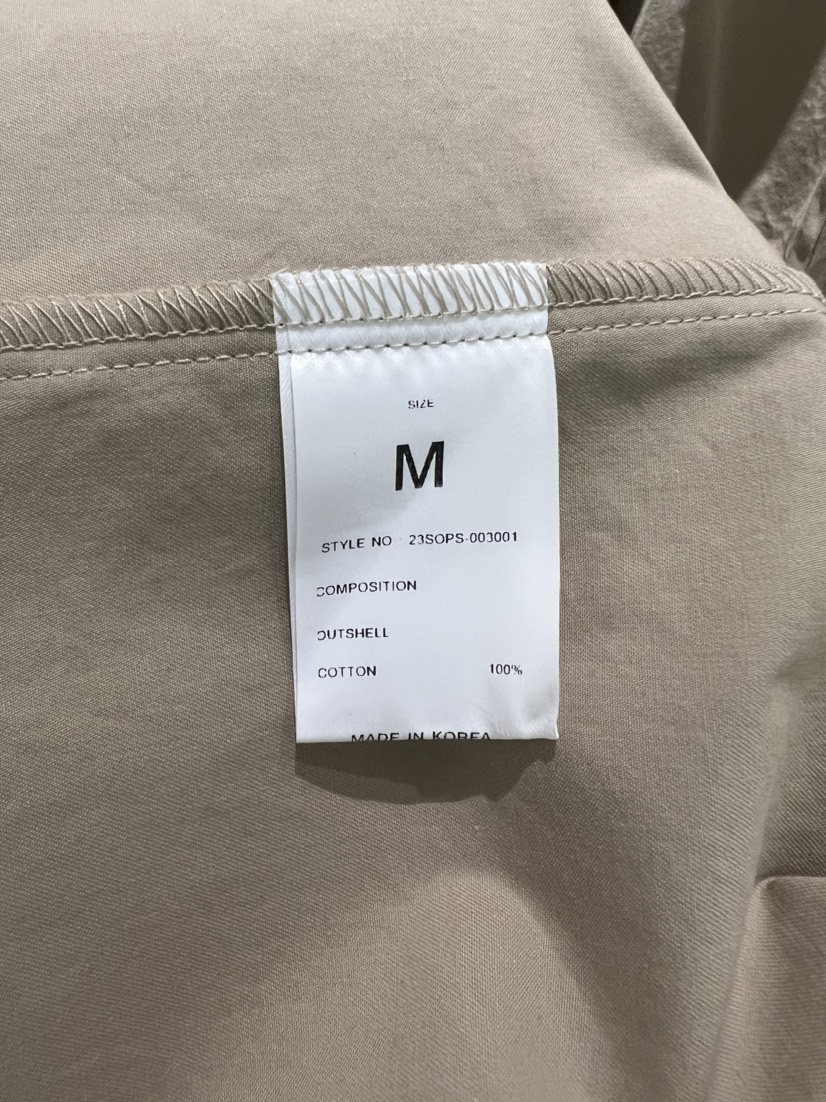 SIZE
M
STYLE NO : 23SOPS-003001
COMPOSITION
OUTSHELL
COTTON 100%
MADE IN KOREA